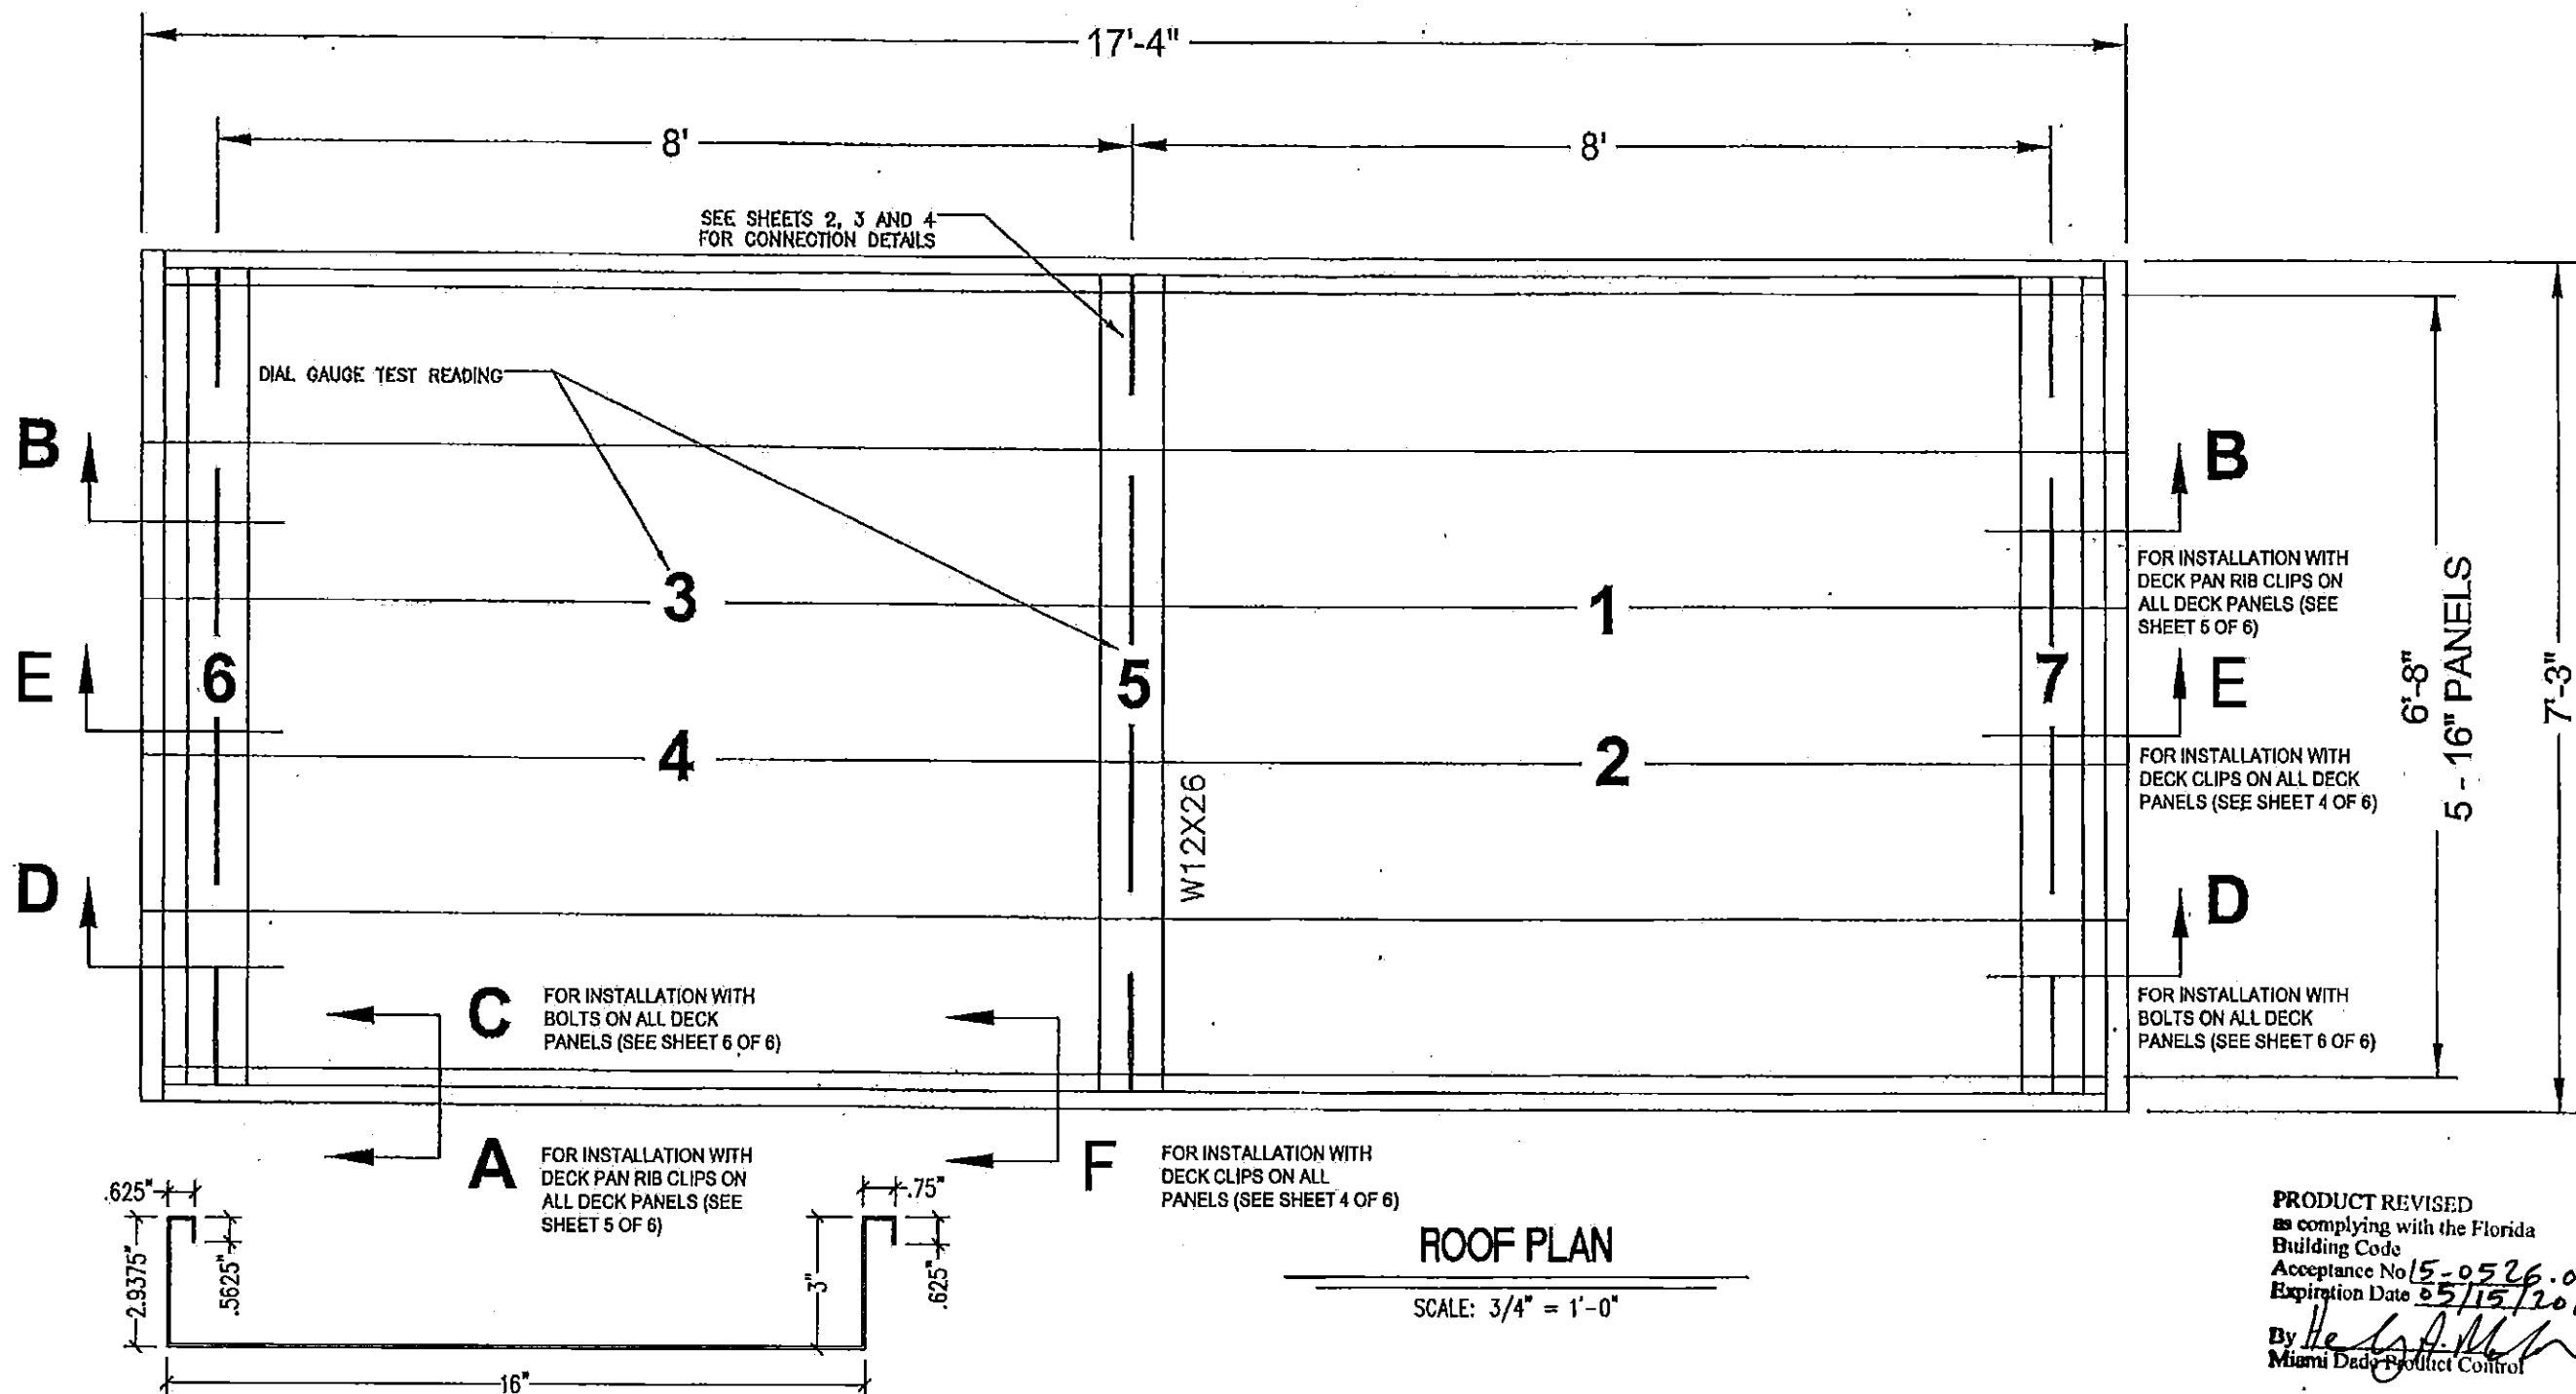 17'-4"
8'
8'
SEE SHEETS 2, 3 AND 4
FOR CONNECTION DETAILS
DIAL GAUGE TEST READING
B
B
FOR INSTALLATION WITH
DECK PAN RIB CLIPS ON
ALL DECK PANELS (SEE
SHEET 5 OF 6)
3
1
E
6
5
7
E
6'-8"
5 - 16" PANELS
7'-3"
4
2
FOR INSTALLATION WITH
DECK CLIPS ON ALL DECK
PANELS (SEE SHEET 4 OF 6)
W12X26
D
D
FOR INSTALLATION WITH
BOLTS ON ALL DECK
PANELS (SEE SHEET 6 OF 6)
C
FOR INSTALLATION WITH
BOLTS ON ALL DECK
PANELS (SEE SHEET 6 OF 6)
A
FOR INSTALLATION WITH
DECK PAN RIB CLIPS ON
ALL DECK PANELS (SEE
SHEET 5 OF 6)
F
FOR INSTALLATION WITH
DECK CLIPS ON ALL
PANELS (SEE SHEET 4 OF 6)
.625"
2.9375"
.5625"
.75"
3"
.625"
16"
ROOF PLAN
SCALE: 3/4" = 1'-0"
PRODUCT REVISED
as complying with the Florida
Building Code
Acceptance No 15-0526.0
Expiration Date 05/15/20
By
Miami Dade Product Control